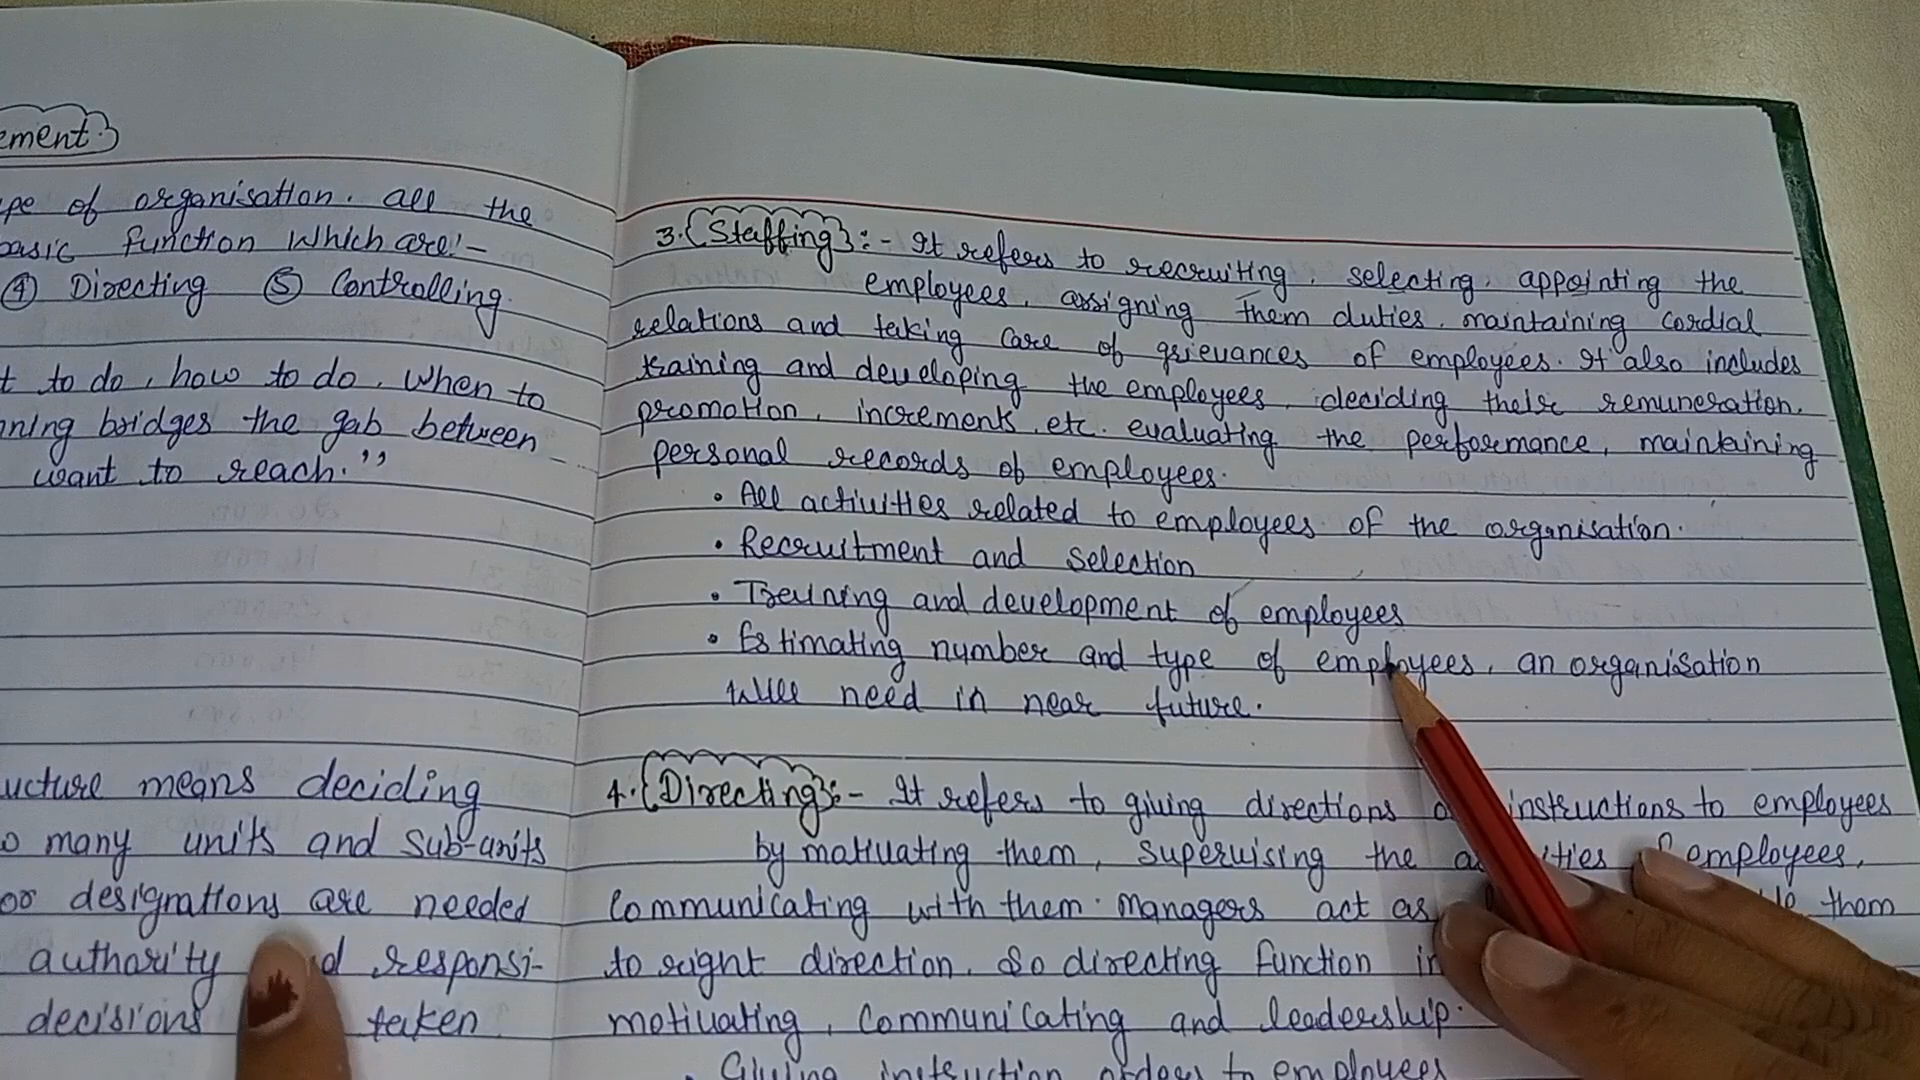 ement
pe of organisation. all the
basic function which are:-
④ Directing ⑤ Controlling.
t to do, how to do, When to
nning bridges the gab between
want to reach."
ucture means deciding
o many units and sub-units
or designations are needed
authority d responsi-
decisions taken
3. {Staffing}:- It refers to recruiting, selecting, appointing the
employees, assigning them duties, maintaining cordial
relations and taking care of grievances of employees. It also includes
training and developing the employees, deciding their remuneration,
promotion, increments, etc. evaluating the performance, maintaining
personal records of employees.
• All activities related to employees of the organisation.
• Recruitment and selection
• Training and development of employees
• Estimating number and type of employees, an organisation
will need in near future.
4. {Directing}:- It refers to giving directions instructions to employees
by motivating them, supervising the employees,
Communicating with them. Managers act as them
to right direction. So directing function
motivating, communicating and leadership.
• Giving instruction orders to employees